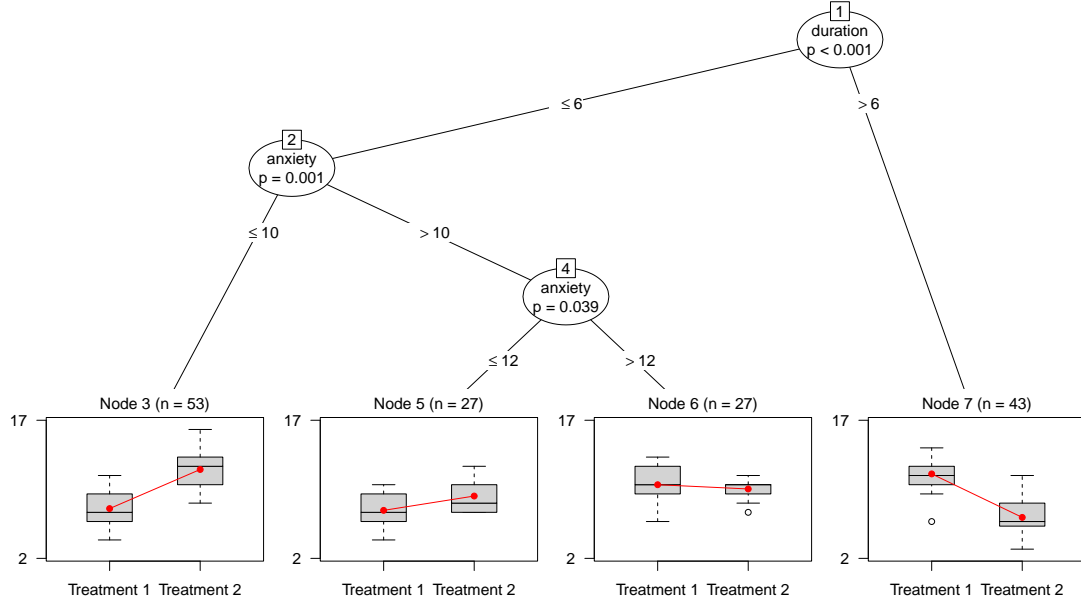 1
duration
p < 0.001
≤ 6
> 6
2
anxiety
p = 0.001
≤ 10
> 10
4
anxiety
p = 0.039
≤ 12
> 12
Node 3 (n = 53)
17
2
Treatment 1 Treatment 2
Node 5 (n = 27)
17
2
Treatment 1 Treatment 2
Node 6 (n = 27)
17
2
Treatment 1 Treatment 2
Node 7 (n = 43)
17
2
Treatment 1 Treatment 2